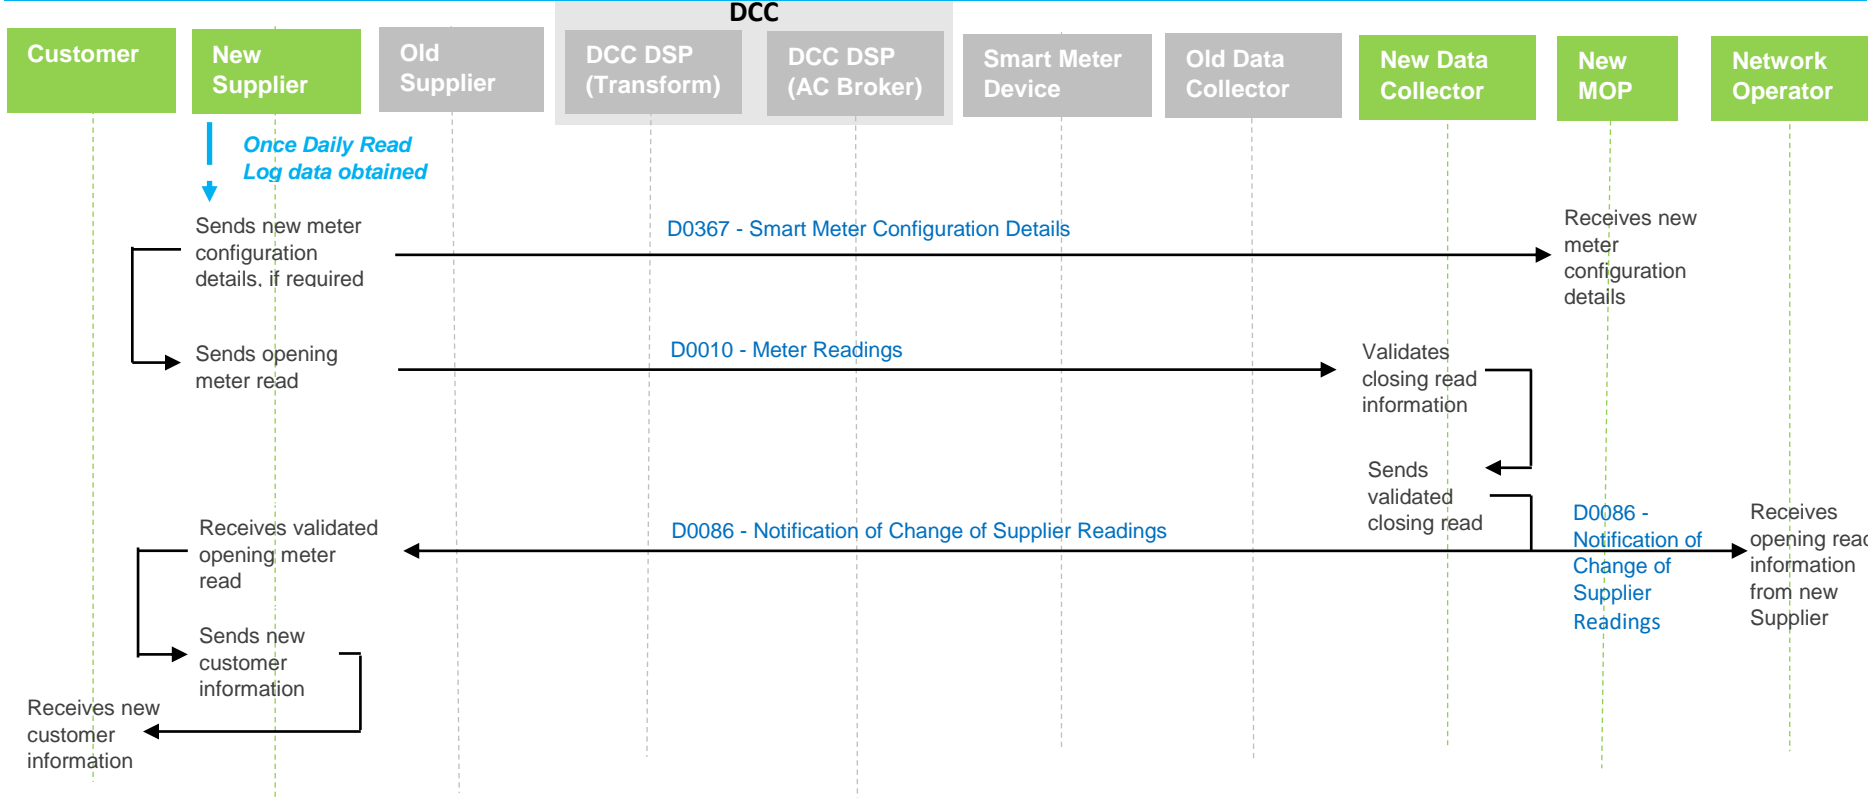 DCC
Customer
New
Supplier
Old
Supplier
DCC DSP
(Transform)
DCC DSP
(AC Broker)
Smart Meter
Device
Old Data
Collector
New Data
Collector
New
MOP
Network
Operator
Once Daily Read
Log data obtained
Sends new meter
configuration
details, if required
D0367 - Smart Meter Configuration Details
Receives new
meter
configuration
details
Sends opening
meter read
D0010 - Meter Readings
Validates
closing read
information
Sends
validated
closing read
Receives validated
opening meter
read
D0086 - Notification of Change of Supplier Readings
D0086 -
Notification of
Change of
Supplier
Readings
Receives
opening read
information
from new
Supplier
Sends new
customer
information
Receives new
customer
information